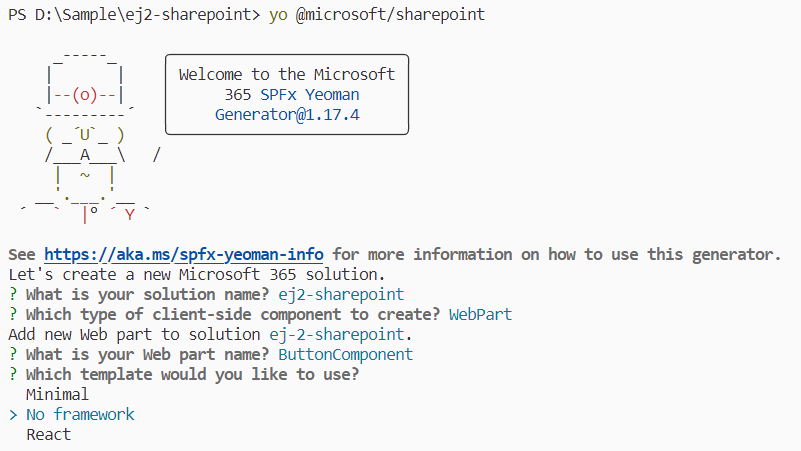 PS D:\Sample\ej2-sharepoint> yo @microsoft/sharepoint
     _-----_
    |       |
    |--(o)--|
   `---------´
    ( _´U`_ )
    /___A___\   /
     |  ~  |
   __'.___.'__
 ´   `  |° ´ Y `
Welcome to the Microsoft
365 SPFx Yeoman
Generator@1.17.4
See https://aka.ms/spfx-yeoman-info for more information on how to use this generator.
Let's create a new Microsoft 365 solution.
? What is your solution name? ej2-sharepoint
? Which type of client-side component to create? WebPart
Add new Web part to solution ej-2-sharepoint.
? What is your Web part name? ButtonComponent
? Which template would you like to use?
  Minimal
> No framework
  React